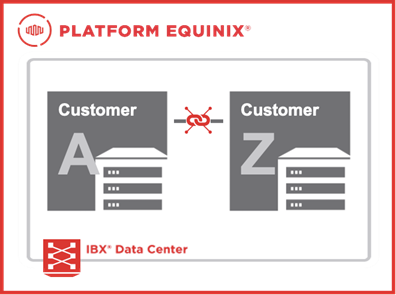 PLATFORM EQUINIX®
Customer
A
Customer
Z
IBX® Data Center